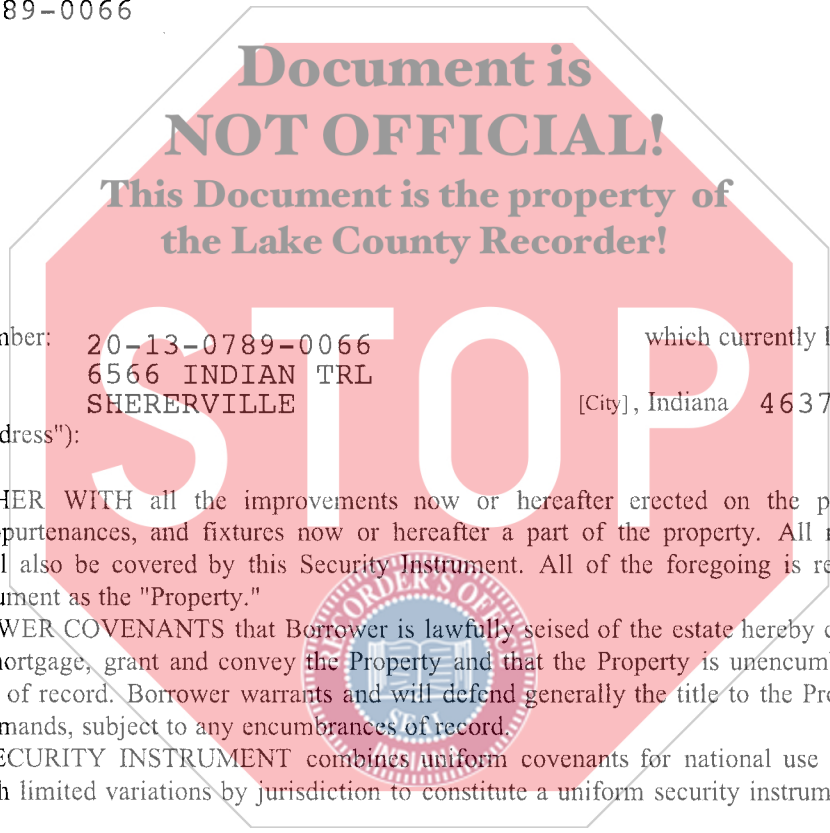 89-0066
Document is
NOT OFFICIAL!
This Document is the property of
the Lake County Recorder!
STOP
mber: 20-13-0789-0066 which currently l
6566 INDIAN TRL
SHERERVILLE [City], Indiana 4637
dress"):
HER WITH all the improvements now or hereafter erected on the p
purtenances, and fixtures now or hereafter a part of the property. All
l also be covered by this Security Instrument. All of the foregoing is re
ument as the "Property."
WER COVENANTS that Borrower is lawfully seised of the estate hereby
ortgage, grant and convey the Property and that the Property is unencum
of record. Borrower warrants and will defend generally the title to the Pro
mands, subject to any encumbrances of record.
ECURITY INSTRUMENT combines uniform covenants for national use
h limited variations by jurisdiction to constitute a uniform security instrum
RECORDER'S OFFICE
SEAL
INDIANA